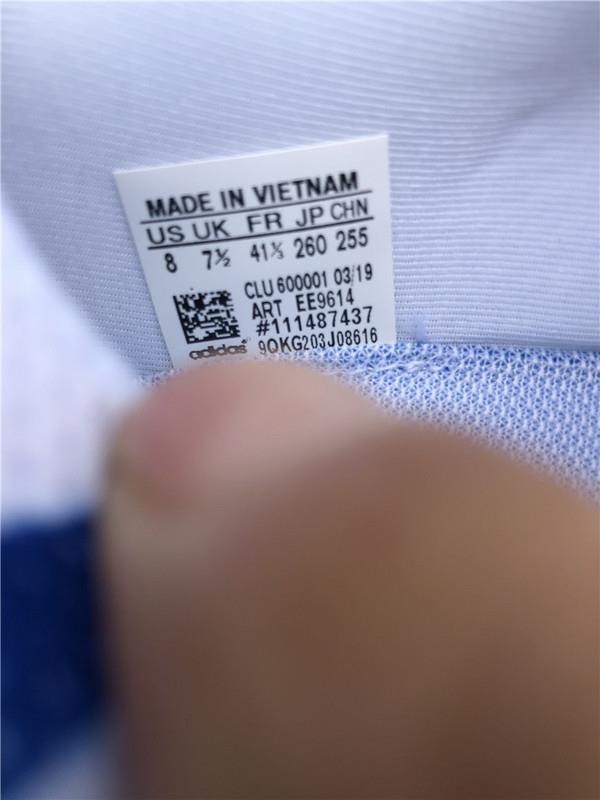 MADE IN VIETNAM
US UK FR JP CHN
8 7½ 41⅓ 260 255
CLU 600001 03/19
ART EE9614
#111487437
adidas 9QKG203J08616